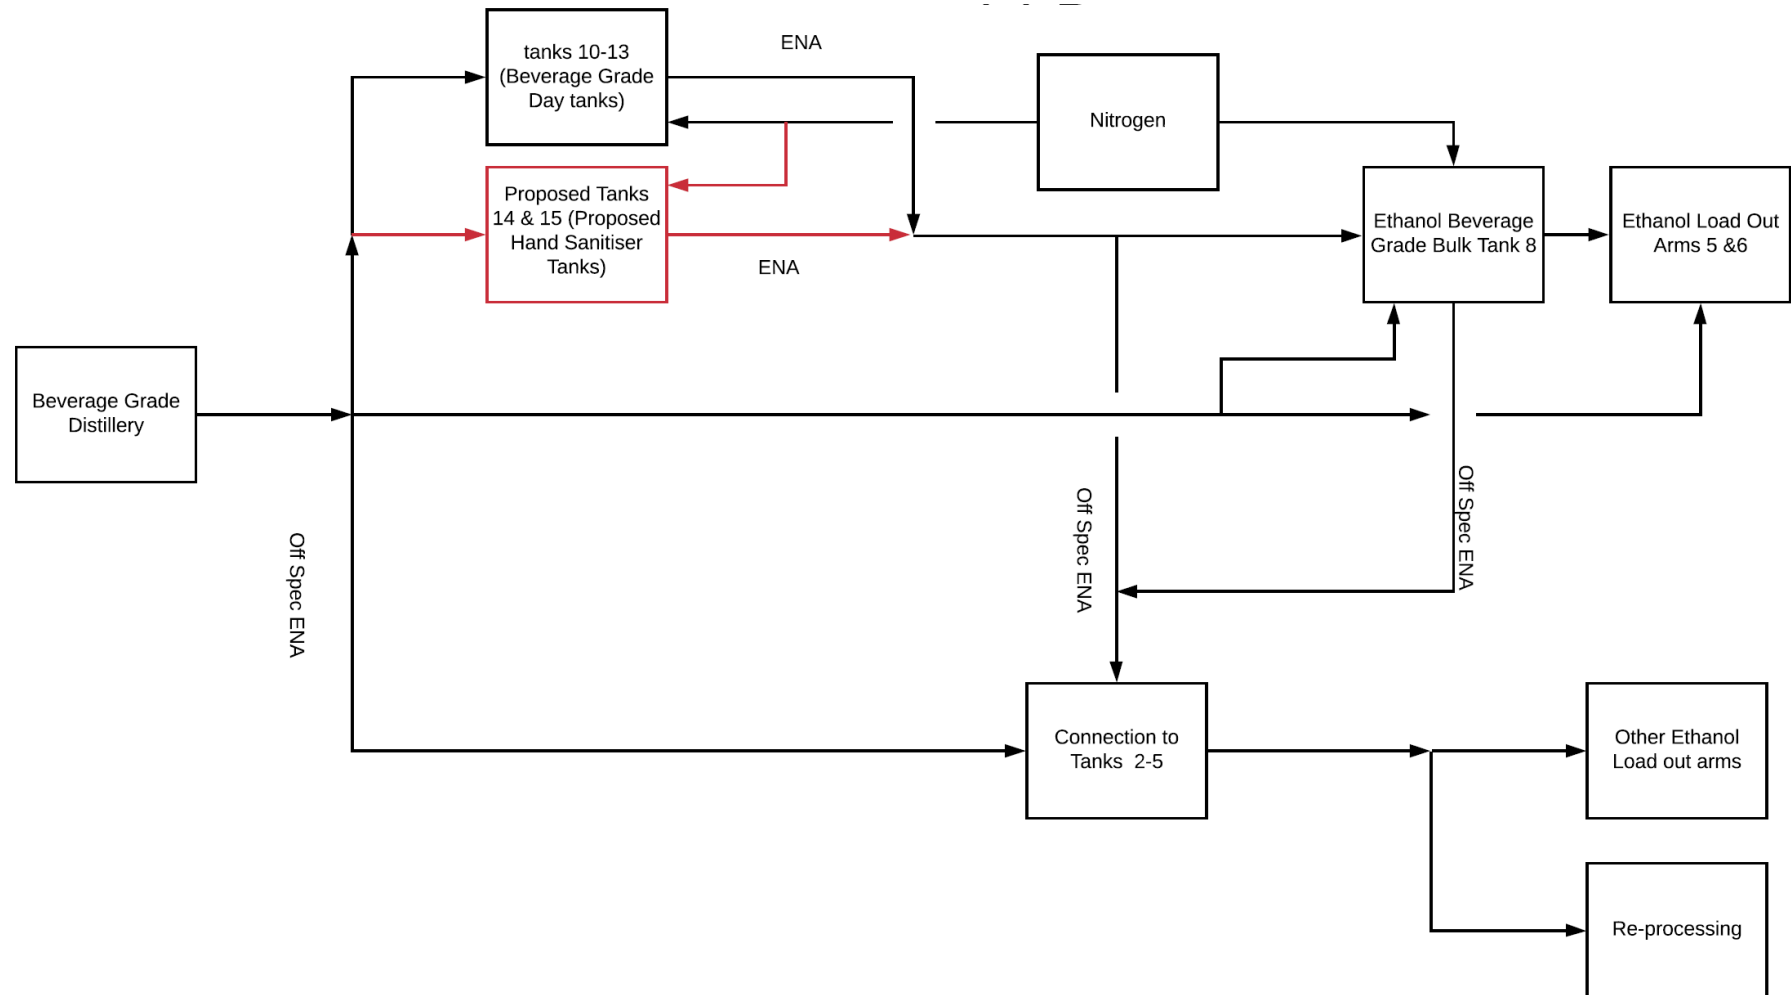 tanks 10-13
(Beverage Grade
Day tanks)
ENA
Nitrogen
Proposed Tanks
14 & 15 (Proposed
Hand Sanitiser
Tanks)
ENA
Ethanol Beverage
Grade Bulk Tank 8
Ethanol Load Out
Arms 5 &6
Beverage Grade
Distillery
Off Spec ENA
Off Spec ENA
Off Spec ENA
Connection to
Tanks 2-5
Other Ethanol
Load out arms
Re-processing